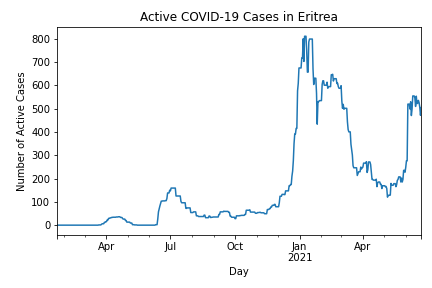 Active COVID-19 Cases in Eritrea
Number of Active Cases
800
700
600
500
400
300
200
100
0
Apr
Jul
Oct
Jan
2021
Apr
Day